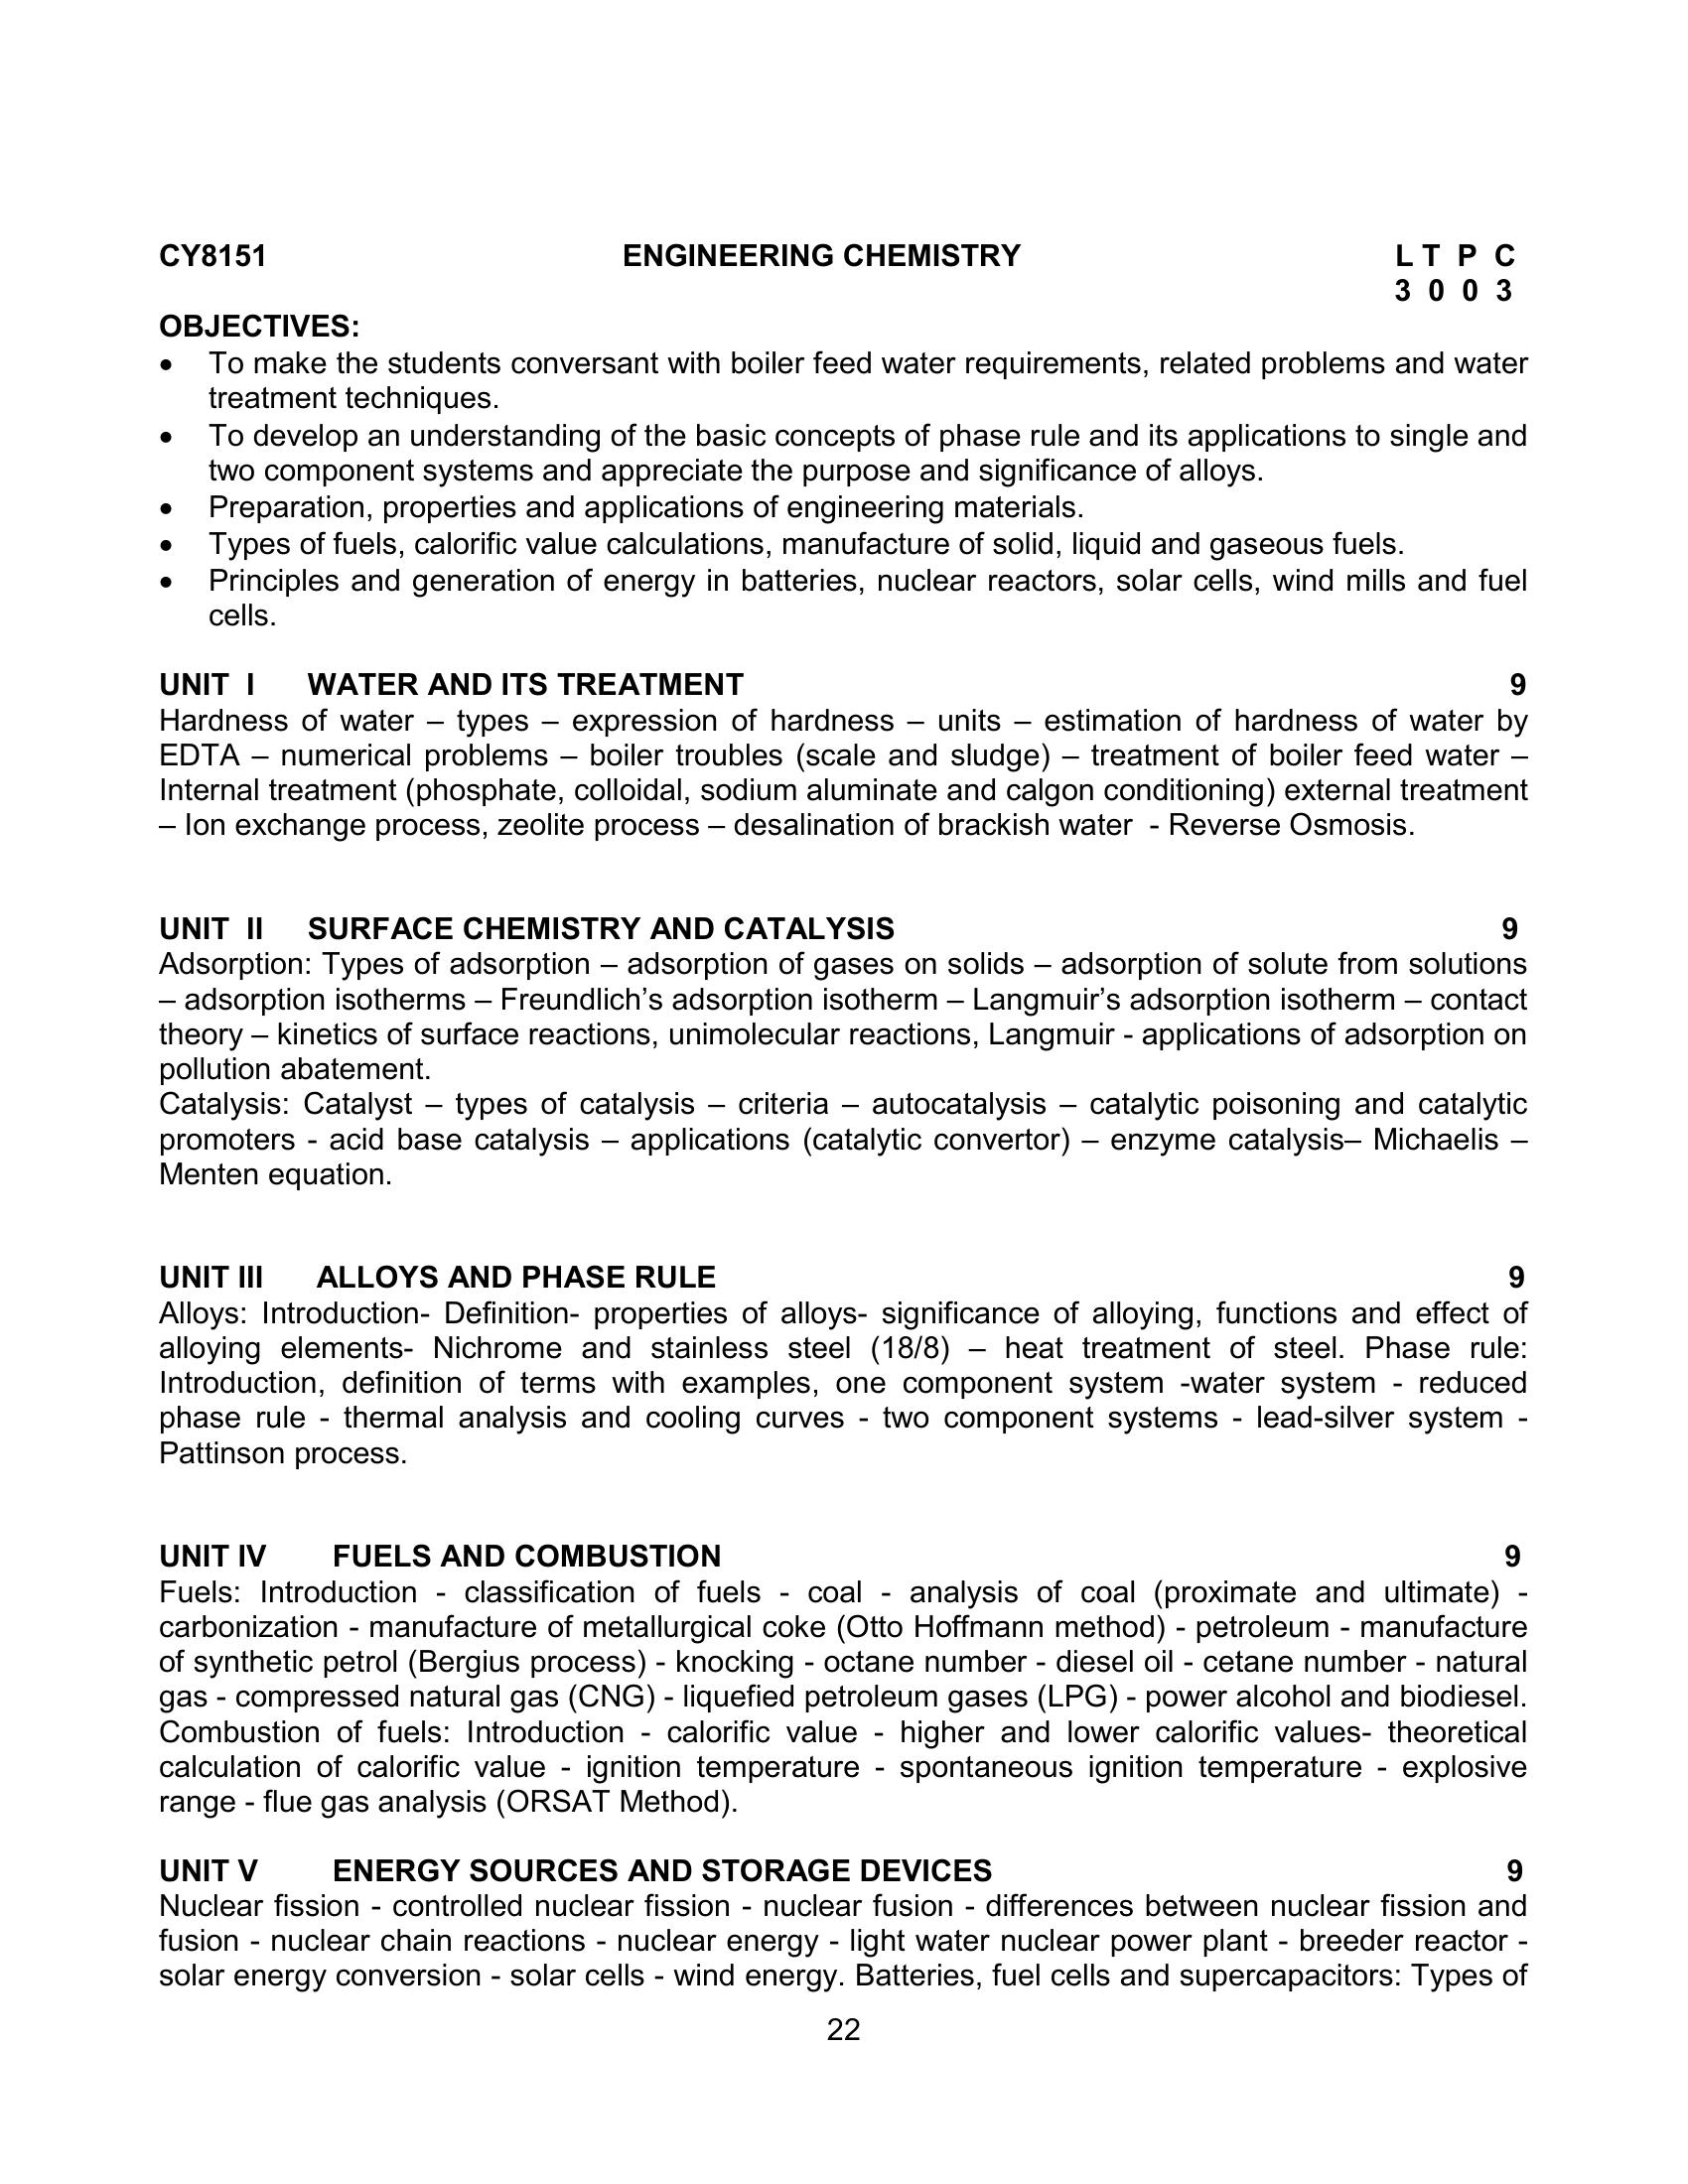 CY8151 ENGINEERING CHEMISTRY L T P C
3 0 0 3
OBJECTIVES:
• To make the students conversant with boiler feed water requirements, related problems and water
treatment techniques.
• To develop an understanding of the basic concepts of phase rule and its applications to single and
two component systems and appreciate the purpose and significance of alloys.
• Preparation, properties and applications of engineering materials.
• Types of fuels, calorific value calculations, manufacture of solid, liquid and gaseous fuels.
• Principles and generation of energy in batteries, nuclear reactors, solar cells, wind mills and fuel
cells.
UNIT I WATER AND ITS TREATMENT 9
Hardness of water – types – expression of hardness – units – estimation of hardness of water by
EDTA – numerical problems – boiler troubles (scale and sludge) – treatment of boiler feed water –
Internal treatment (phosphate, colloidal, sodium aluminate and calgon conditioning) external treatment
– Ion exchange process, zeolite process – desalination of brackish water - Reverse Osmosis.
UNIT II SURFACE CHEMISTRY AND CATALYSIS 9
Adsorption: Types of adsorption – adsorption of gases on solids – adsorption of solute from solutions
– adsorption isotherms – Freundlich’s adsorption isotherm – Langmuir’s adsorption isotherm – contact
theory – kinetics of surface reactions, unimolecular reactions, Langmuir - applications of adsorption on
pollution abatement.
Catalysis: Catalyst – types of catalysis – criteria – autocatalysis – catalytic poisoning and catalytic
promoters - acid base catalysis – applications (catalytic convertor) – enzyme catalysis– Michaelis –
Menten equation.
UNIT III ALLOYS AND PHASE RULE 9
Alloys: Introduction- Definition- properties of alloys- significance of alloying, functions and effect of
alloying elements- Nichrome and stainless steel (18/8) – heat treatment of steel. Phase rule:
Introduction, definition of terms with examples, one component system -water system - reduced
phase rule - thermal analysis and cooling curves - two component systems - lead-silver system -
Pattinson process.
UNIT IV FUELS AND COMBUSTION 9
Fuels: Introduction - classification of fuels - coal - analysis of coal (proximate and ultimate) -
carbonization - manufacture of metallurgical coke (Otto Hoffmann method) - petroleum - manufacture
of synthetic petrol (Bergius process) - knocking - octane number - diesel oil - cetane number - natural
gas - compressed natural gas (CNG) - liquefied petroleum gases (LPG) - power alcohol and biodiesel.
Combustion of fuels: Introduction - calorific value - higher and lower calorific values- theoretical
calculation of calorific value - ignition temperature - spontaneous ignition temperature - explosive
range - flue gas analysis (ORSAT Method).
UNIT V ENERGY SOURCES AND STORAGE DEVICES 9
Nuclear fission - controlled nuclear fission - nuclear fusion - differences between nuclear fission and
fusion - nuclear chain reactions - nuclear energy - light water nuclear power plant - breeder reactor -
solar energy conversion - solar cells - wind energy. Batteries, fuel cells and supercapacitors: Types of
22